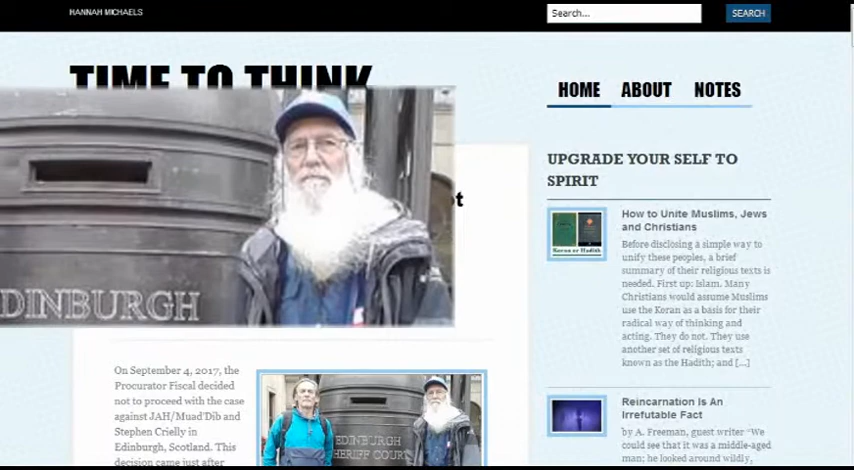 HANNAH MICHAELS
Search...
SEARCH
TIME TO THINK
HOME ABOUT NOTES
EDINBURGH
UPGRADE YOUR SELF TO
SPIRIT
How to Unite Muslims, Jews
and Christians
Before disclosing a simple way to
unify these peoples, a brief
summary of their religious texts is
needed. First up: Islam. Many
Christians would assume Muslims
use the Koran as a basis for their
radical way of thinking and
acting. They do not. They use
another set of religious texts
known as the Hadith; and [...]
Koran or Hadith
Reincarnation Is An
Irrefutable Fact
by A. Freeman, guest writer "We
could see that it was a middle-aged
man; he looked around wildly,
On September 4, 2017, the
Procurator Fiscal decided
not to proceed with the case
against JAH/Muad'Dib and
Stephen Crielly in
Edinburgh, Scotland. This
decision came just after
EDINBURGH
SHERIFF COURT